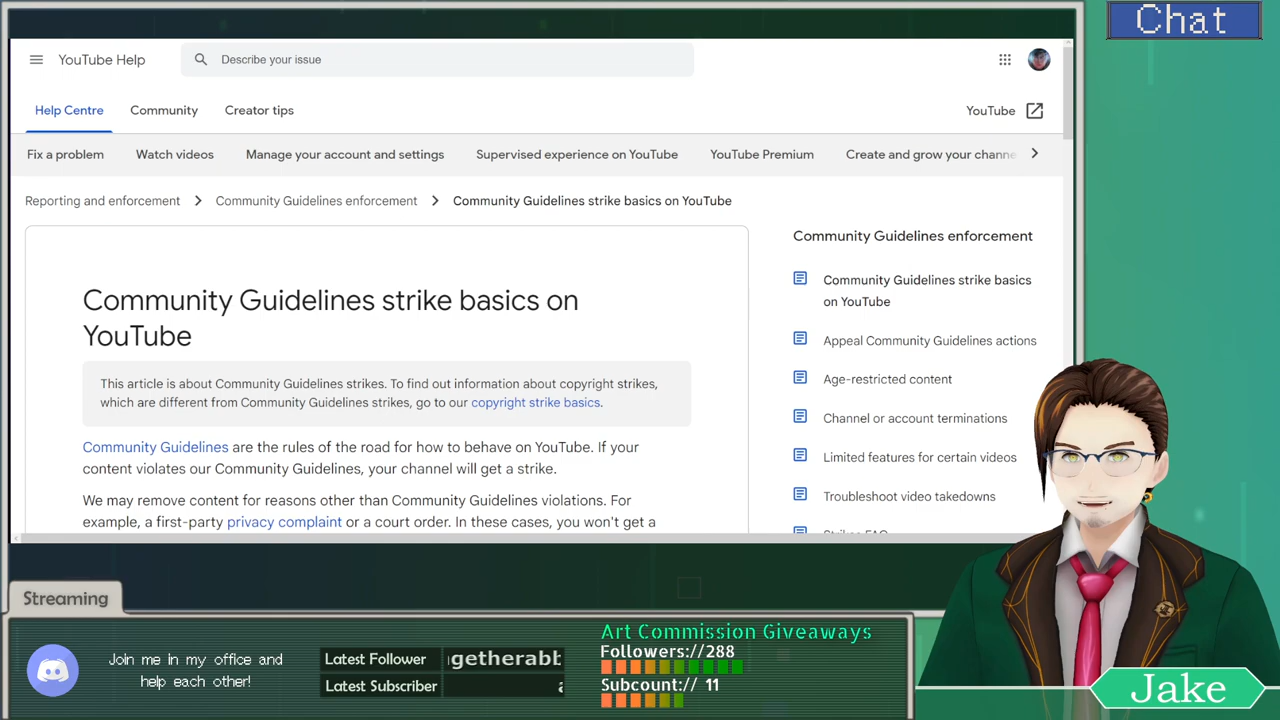 Chat
YouTube Help
Describe your issue
Help Centre
Community
Creator tips
YouTube
Fix a problem
Watch videos
Manage your account and settings
Supervised experience on YouTube
YouTube Premium
Create and grow your channe
Reporting and enforcement
Community Guidelines enforcement
Community Guidelines strike basics on YouTube
Community Guidelines strike basics on
YouTube
This article is about Community Guidelines strikes. To find out information about copyright strikes,
which are different from Community Guidelines strikes, go to our copyright strike basics.
Community Guidelines are the rules of the road for how to behave on YouTube. If your
content violates our Community Guidelines, your channel will get a strike.
We may remove content for reasons other than Community Guidelines violations. For
example, a first-party privacy complaint or a court order. In these cases, you won't get a
Community Guidelines enforcement
Community Guidelines strike basics
on YouTube
Appeal Community Guidelines actions
Age-restricted content
Channel or account terminations
Limited features for certain videos
Troubleshoot video takedowns
Strikes FAQ
Streaming
Join me in my office and
help each other!
Latest Follower
getherabb
Latest Subscriber
Art Commission Giveaways
Followers://288
Subcount:// 11
Jake